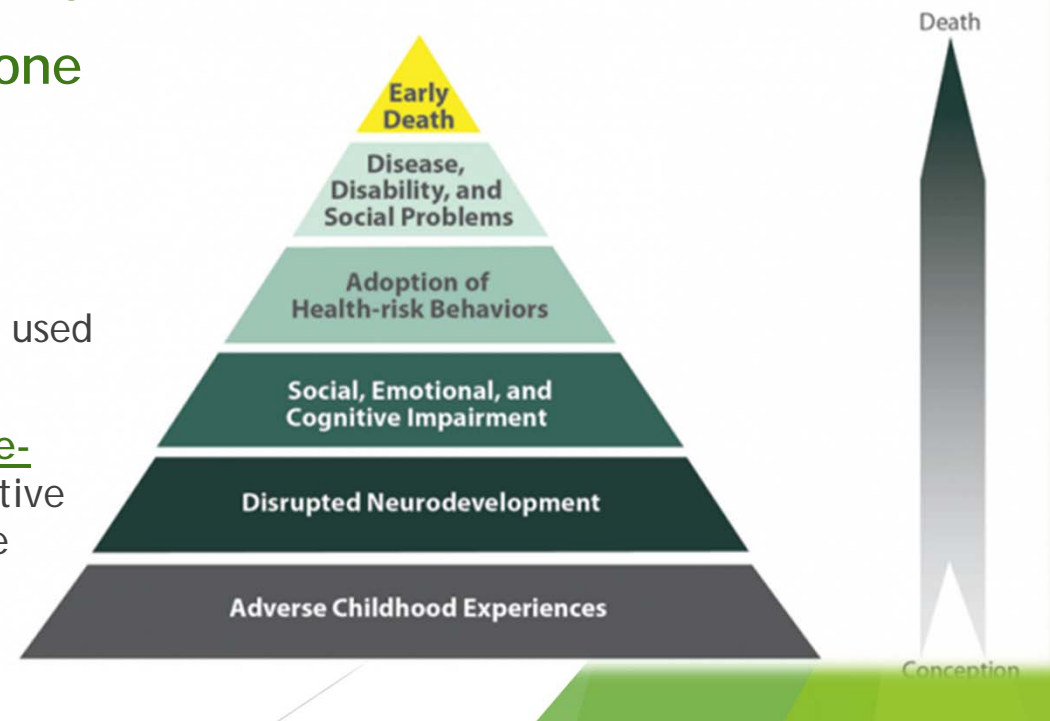 one
used
e-
tive
e
Early
Death
Disease,
Disability, and
Social Problems
Adoption of
Health-risk Behaviors
Social, Emotional, and
Cognitive Impairment
Disrupted Neurodevelopment
Adverse Childhood Experiences
Death
Conception